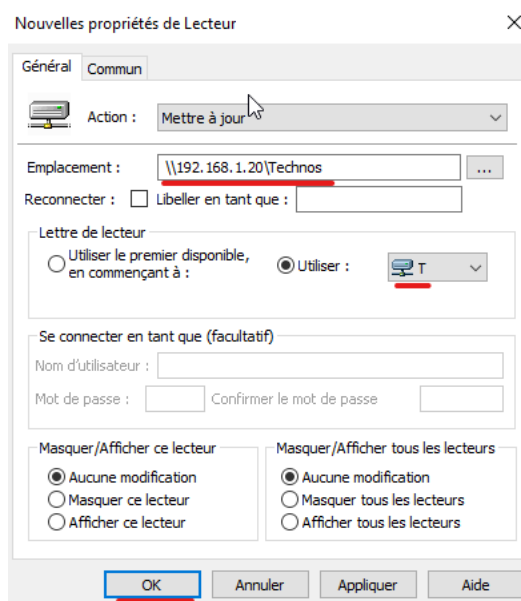 Nouvelles propriétés de Lecteur
Général Commun
Action : Mettre à jour
Emplacement : \\192.168.1.20\Technos ...
Reconnecter : Libeller en tant que :
Lettre de lecteur
Utiliser le premier disponible,
en commençant à :
Utiliser : T
Se connecter en tant que (facultatif)
Nom d'utilisateur :
Mot de passe : Confirmer le mot de passe
Masquer/Afficher ce lecteur
Aucune modification
Masquer ce lecteur
Afficher ce lecteur
Masquer/Afficher tous les lecteurs
Aucune modification
Masquer tous les lecteurs
Afficher tous les lecteurs
OK Annuler Appliquer Aide